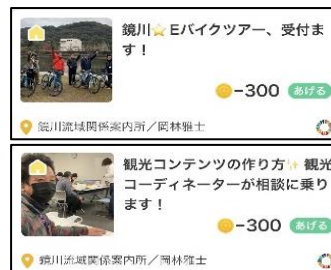 鏡川⭐Eバイクツアー、受付ま
す！
-300 あげる
鏡川流域関係案内所／岡林雅士
観光コンテンツの作り方✨観光
コーディネーターが相談に乗り
ます！
-300 あげる
鏡川流域関係案内所／岡林雅士